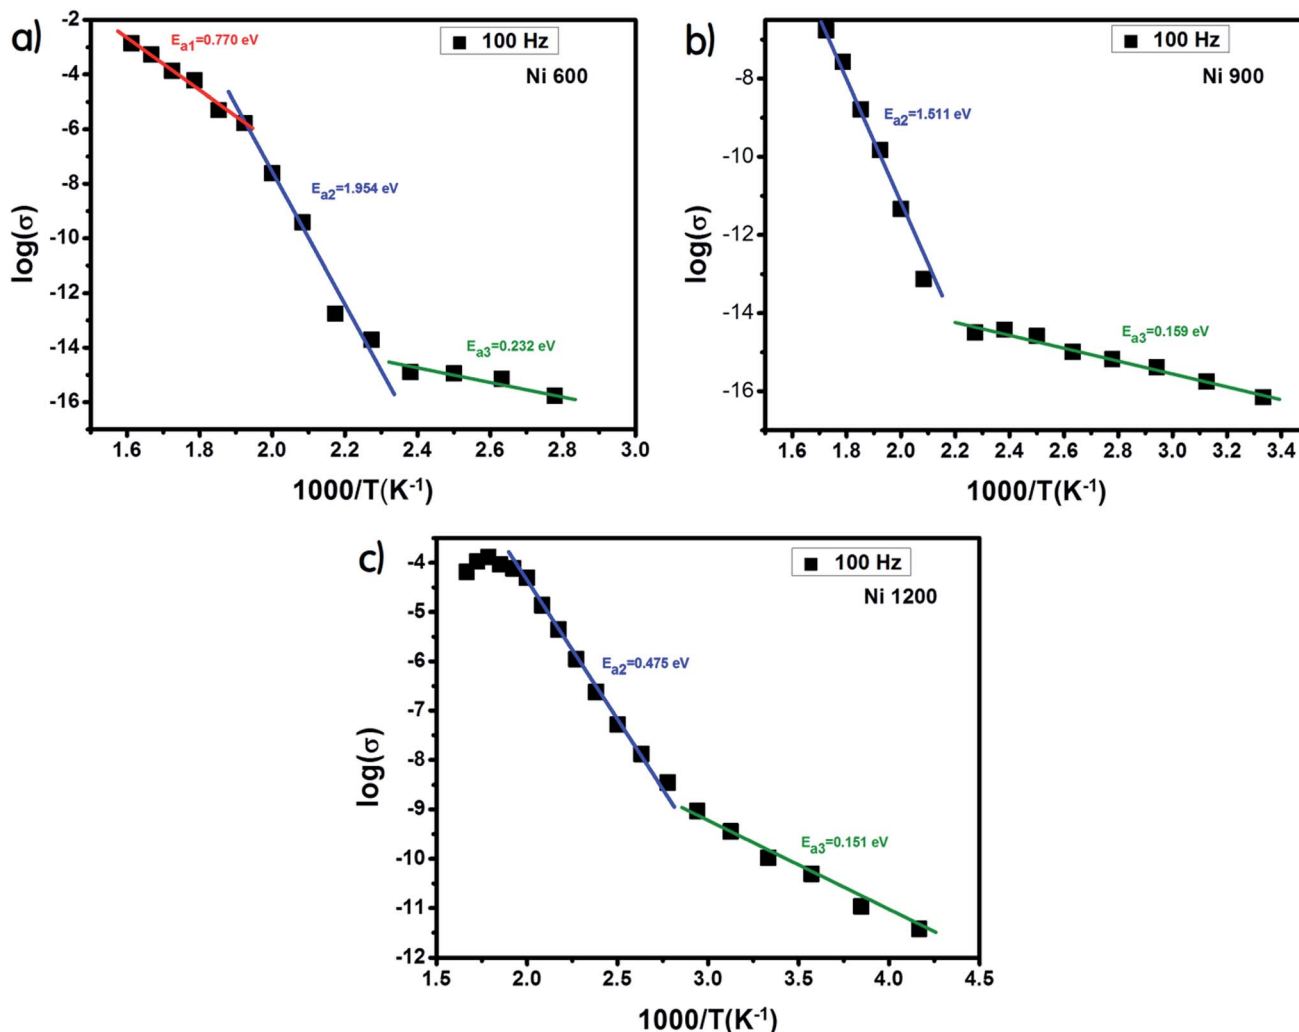 a)
-2
-4
-6
-8
-10
-12
-14
-16
log(σ)
100 Hz
Ni 600
Ea1=0.770 eV
Ea2=1.954 eV
Ea3=0.232 eV
1.6 2.0 2.2 2.4 2.6 2.8 3.0
1000/T(K-1)
b)
-8
-10
-12
-14
-16
log(σ)
100 Hz
Ni 900
Ea2=1.511 eV
Ea3=0.159 eV
1.6 1.8 2.0 2.2 2.4 2.6 2.8 3.0 3.2 3.4
1000/T(K-1)
c)
-4
-5
-6
-7
-8
-9
-10
-11
-12
log(σ)
100 Hz
Ni 1200
Ea2=0.475 eV
Ea3=0.151 eV
1.5 2.0 2.5 3.0 3.5 4.0 4.5
1000/T(K-1)